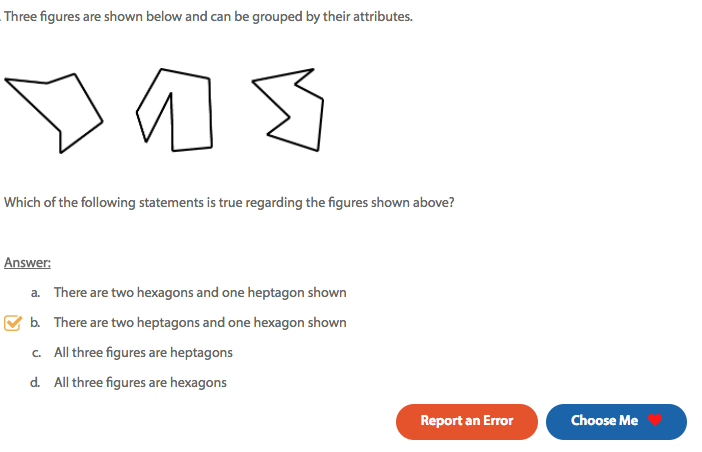 Three figures are shown below and can be grouped by their attributes.
Which of the following statements is true regarding the figures shown above?
Answer:
a. There are two hexagons and one heptagon shown
b. There are two heptagons and one hexagon shown
c. All three figures are heptagons
d. All three figures are hexagons
Report an Error
Choose Me